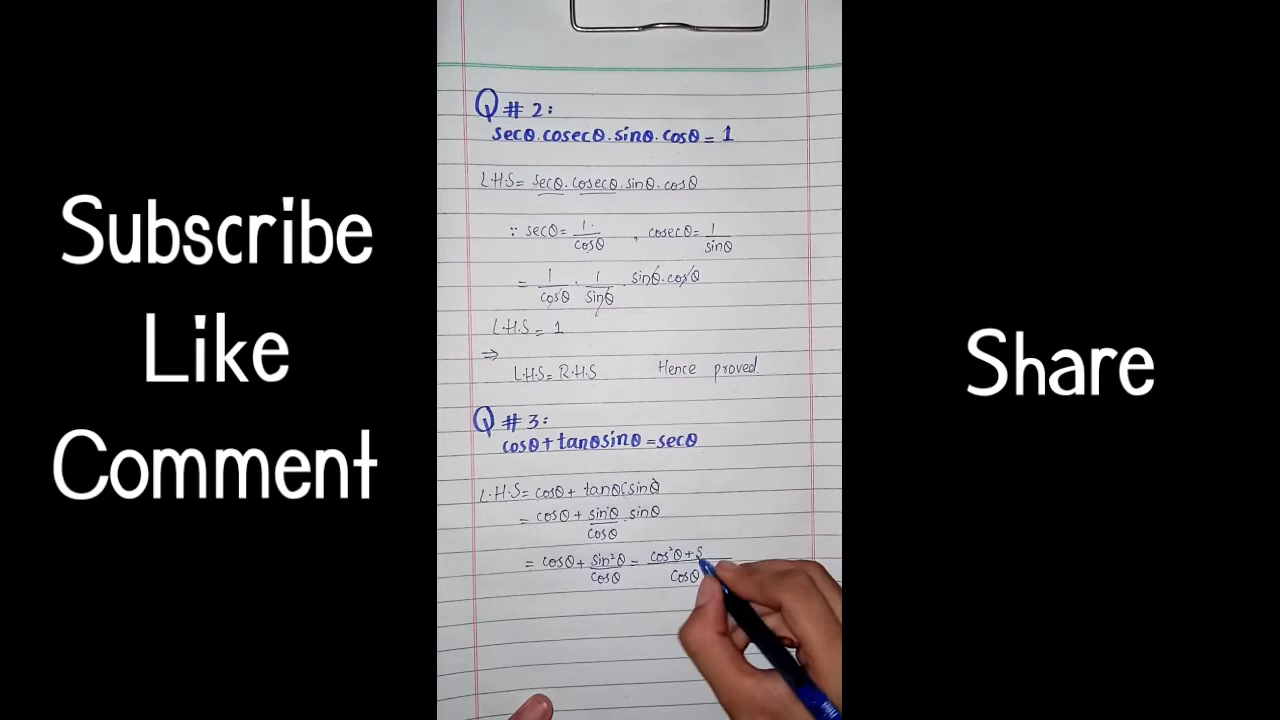 Subscribe
Like
Comment
Q # 2:
secθ.cosecθ.sinθ.cosθ = 1
L.H.S = secθ.cosecθ.sinθ.cosθ
∵ secθ = 1/cosθ , cosecθ = 1/sinθ
= 1/cosθ . 1/sinθ . sinθ.cosθ
L.H.S = 1
⇒
L.H.S = R.H.S Hence proved.
Q # 3:
cosθ + tanθsinθ = secθ
L.H.S = cosθ + tanθ(sinθ
= cosθ + sinθ/cosθ . sinθ
= cosθ + sin²θ/cosθ = cos²θ + s/cosθ
Share